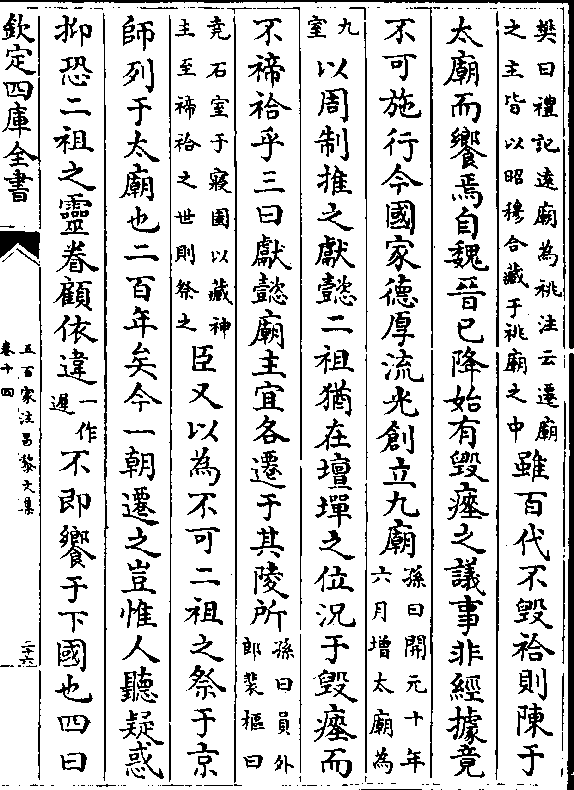 樊曰禮記遠廟為祧注云遷廟
之主皆以昭穆合藏于祧廟之中
雖百代不毀祫則陳于
太廟而饗焉自魏晉已降始有毀瘞之議事非經據竟
不可施行今國家德厚流光創立九廟
孫曰開元十年
六月增太廟為
九
室
以周制推之獻懿二祖猶在壇墠之位況于毀瘞而
不禘祫乎三曰獻懿廟主宜各遷于其陵所
孫曰員外
郎裴樞曰
堯石室于寢園以藏神
主至禘祫之世則祭之
臣又以為不可二祖之祭于京
師列于太廟也二百年矣今一朝遷之豈惟人聽疑惑
抑恐二祖之靈眷顧依違
一作
遲
不即饗于下國也四曰
欽定四庫全書
五百家注昌黎文集
卷十四
二十六